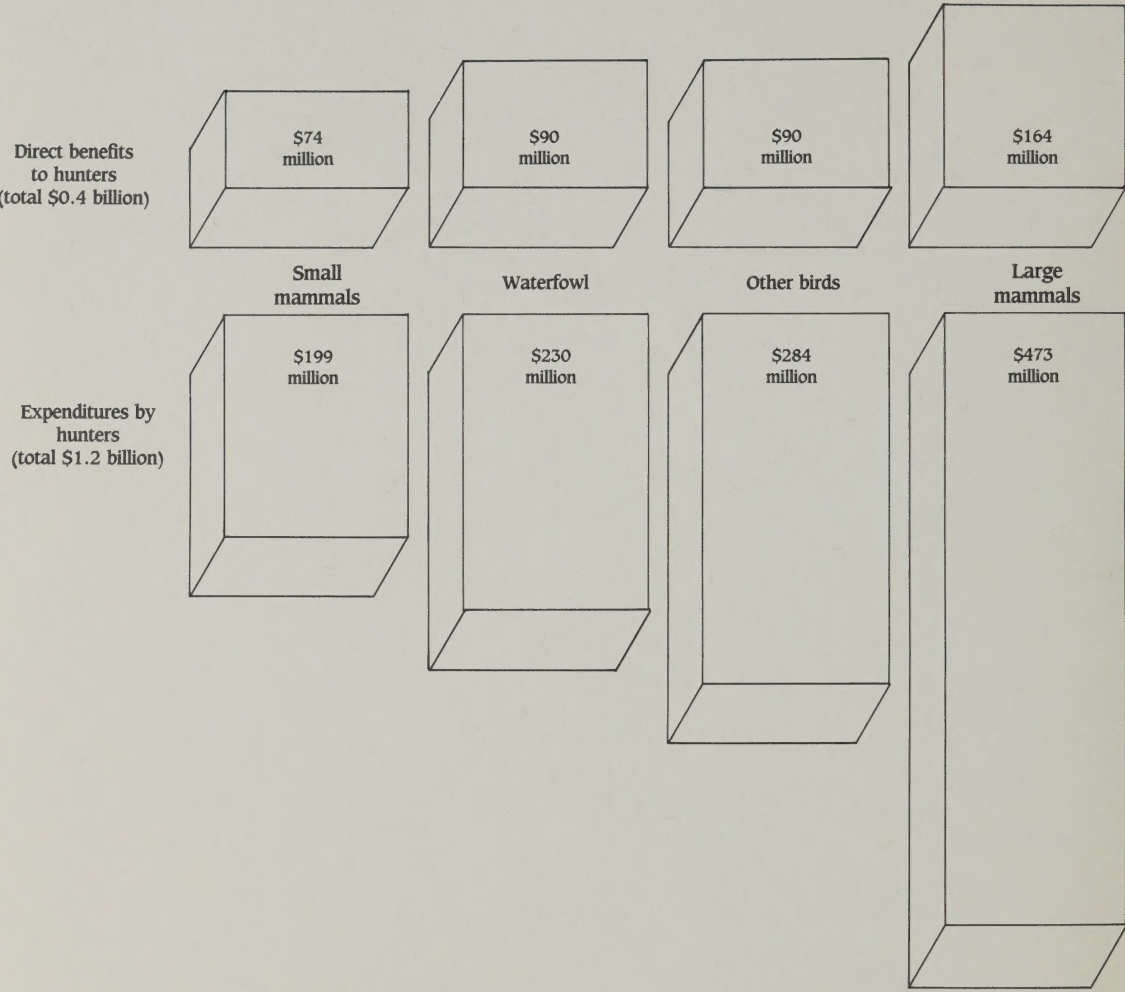 Direct benefits
to hunters
(total $0.4 billion)
$74
million
$90
million
$90
million
$164
million
Small
mammals
Waterfowl
Other birds
Large
mammals
Expenditures by
hunters
(total $1.2 billion)
$199
million
$230
million
$284
million
$473
million